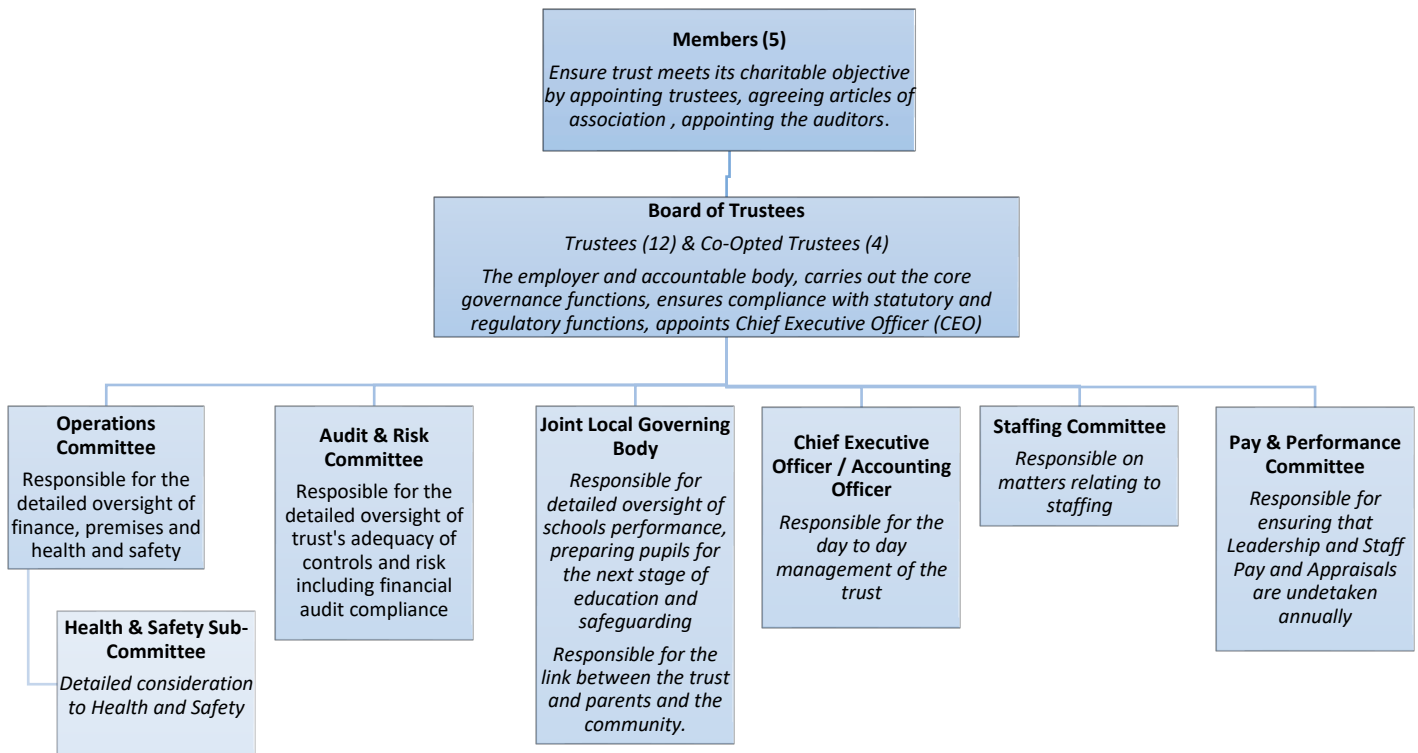 Members (5)
Ensure trust meets its charitable objective
by appointing trustees, agreeing articles of
association , appointing the auditors.
Board of Trustees
Trustees (12) & Co-Opted Trustees (4)
The employer and accountable body, carries out the core
governance functions, ensures compliance with statutory and
regulatory functions, appoints Chief Executive Officer (CEO)
Operations
Committee
Responsible for the
detailed oversight of
finance, premises and
health and safety
Health & Safety Sub-
Committee
Detailed consideration
to Health and Safety
Audit & Risk
Committee
Resposible for the
detailed oversight of
trust's adequacy of
controls and risk
including financial
audit compliance
Joint Local Governing
Body
Responsible for
detailed oversight of
schools performance,
preparing pupils for
the next stage of
education and
safeguarding
Responsible for the
link between the trust
and parents and the
community.
Chief Executive
Officer / Accounting
Officer
Responsible for the
day to day
management of the
trust
Staffing Committee
Responsible on
matters relating to
staffing
Pay & Performance
Committee
Responsible for
ensuring that
Leadership and Staff
Pay and Appraisals
are undetaken
annually